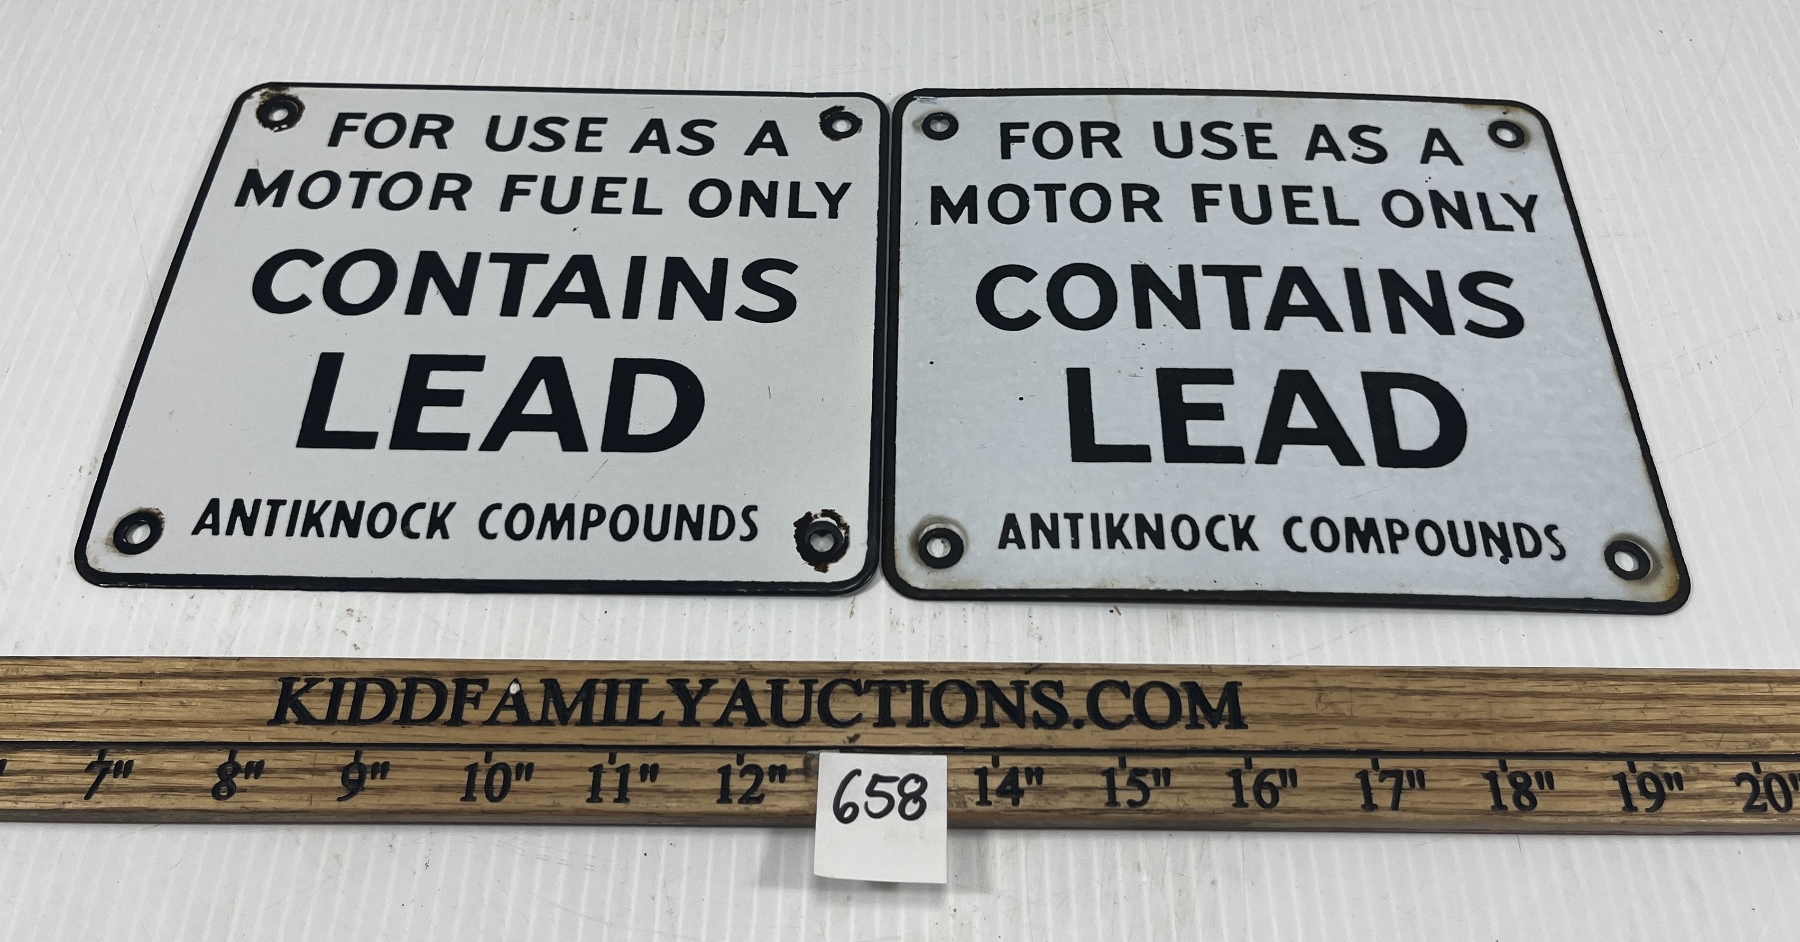 FOR USE AS A
MOTOR FUEL ONLY
CONTAINS
LEAD
ANTIKNOCK COMPOUNDS
FOR USE AS A
MOTOR FUEL ONLY
CONTAINS
LEAD
ANTIKNOCK COMPOUNDS
KIDDFAMILYAUCTIONS.COM
7" 8" 9" 10" 11" 12" 14" 15" 16" 17" 18" 19" 20"
658